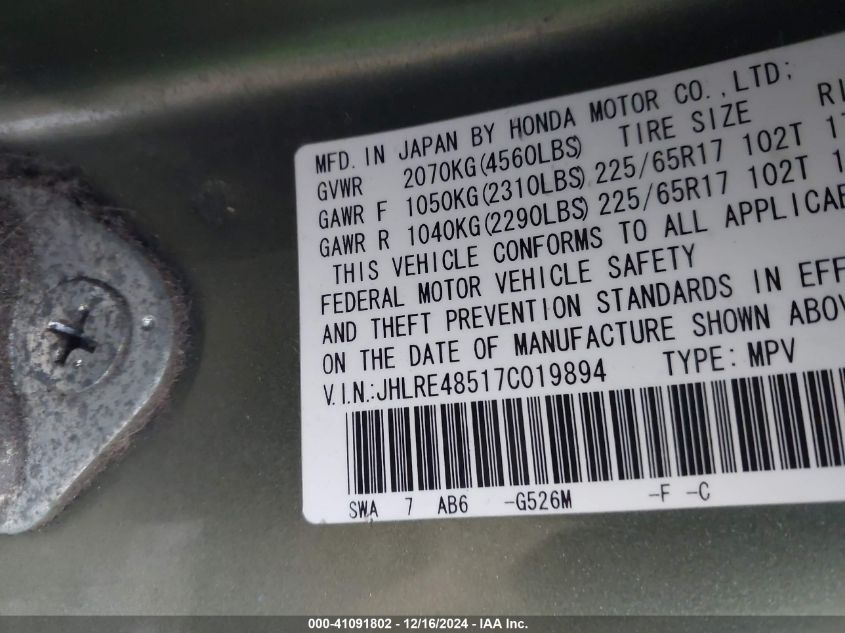 MFD. IN JAPAN BY HONDA MOTOR CO.,LTD;
GVWR 2070KG(4560LBS) TIRE SIZE
GAWR F 1050KG(2310LBS) 225/65R17 102T
GAWR R 1040KG(2290LBS) 225/65R17 102T
THIS VEHICLE CONFORMS TO ALL
FEDERAL MOTOR VEHICLE SAFETY
AND THEFT PREVENTION STANDARDS IN
ON THE DATE OF MANUFACTURE SHOWN
V.I.N.:JHLRE48517C019894 TYPE: MPV
SWA 7 AB6 -G526M -F -C
000-41091802 - 12/16/2024 - IAA Inc.